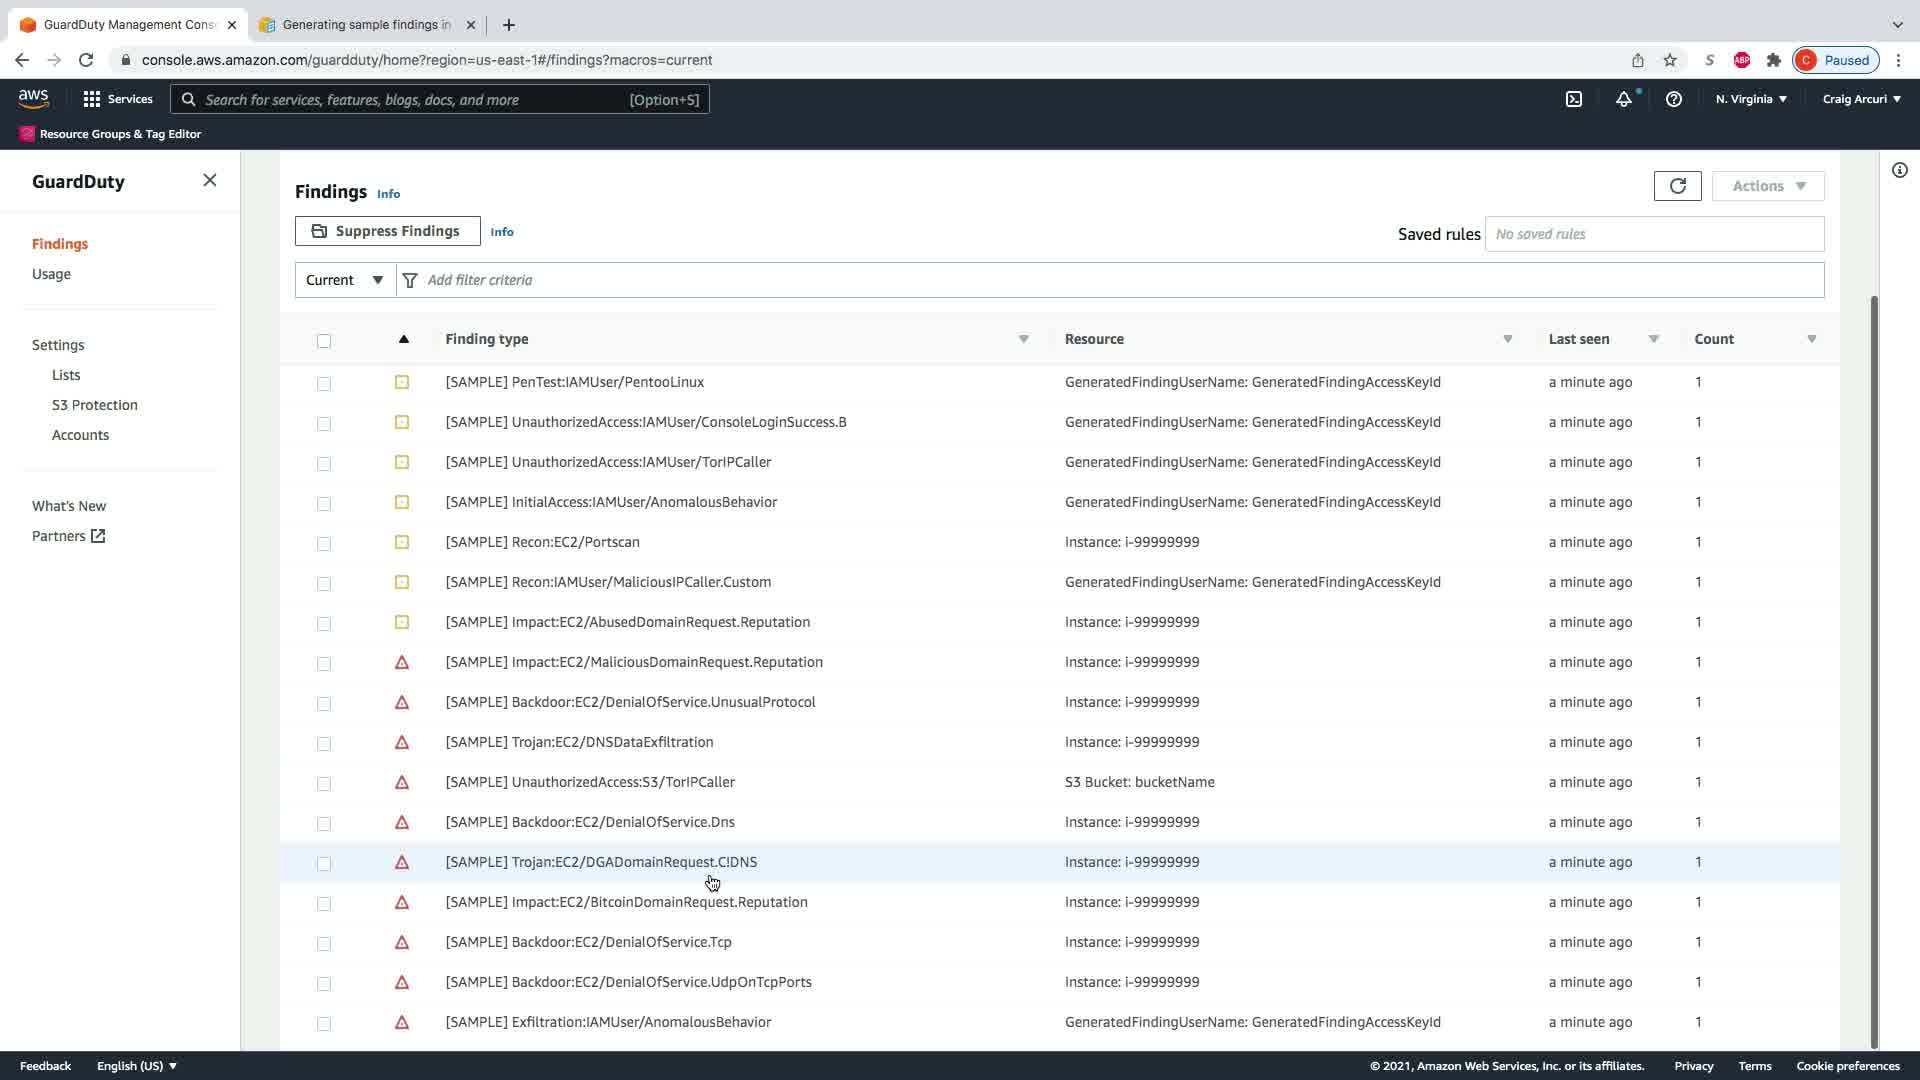 GuardDuty Management Cons
Generating sample findings in
console.aws.amazon.com/guardduty/home?region=us-east-1#/findings?macros=current
S
ABP
C
Paused
aws
Services
Search for services, features, blogs, docs, and more
[Option+S]
N. Virginia
Craig Arcuri
Resource Groups & Tag Editor
GuardDuty
Findings
Usage
Settings
Lists
S3 Protection
Accounts
What's New
Partners
Findings Info
Actions
Suppress Findings Info
Saved rules No saved rules
Current Add filter criteria
Finding type Resource Last seen Count
[SAMPLE] PenTest:IAMUser/PentooLinux GeneratedFindingUserName: GeneratedFindingAccessKeyId a minute ago 1
[SAMPLE] UnauthorizedAccess:IAMUser/ConsoleLoginSuccess.B GeneratedFindingUserName: GeneratedFindingAccessKeyId a minute ago 1
[SAMPLE] UnauthorizedAccess:IAMUser/TorIPCaller GeneratedFindingUserName: GeneratedFindingAccessKeyId a minute ago 1
[SAMPLE] InitialAccess:IAMUser/AnomalousBehavior GeneratedFindingUserName: GeneratedFindingAccessKeyId a minute ago 1
[SAMPLE] Recon:EC2/Portscan Instance: i-99999999 a minute ago 1
[SAMPLE] Recon:IAMUser/MaliciousIPCaller.Custom GeneratedFindingUserName: GeneratedFindingAccessKeyId a minute ago 1
[SAMPLE] Impact:EC2/AbusedDomainRequest.Reputation Instance: i-99999999 a minute ago 1
[SAMPLE] Impact:EC2/MaliciousDomainRequest.Reputation Instance: i-99999999 a minute ago 1
[SAMPLE] Backdoor:EC2/DenialOfService.UnusualProtocol Instance: i-99999999 a minute ago 1
[SAMPLE] Trojan:EC2/DNSDataExfiltration Instance: i-99999999 a minute ago 1
[SAMPLE] UnauthorizedAccess:S3/TorIPCaller S3 Bucket: bucketName a minute ago 1
[SAMPLE] Backdoor:EC2/DenialOfService.Dns Instance: i-99999999 a minute ago 1
[SAMPLE] Trojan:EC2/DGADomainRequest.C!DNS Instance: i-99999999 a minute ago 1
[SAMPLE] Impact:EC2/BitcoinDomainRequest.Reputation Instance: i-99999999 a minute ago 1
[SAMPLE] Backdoor:EC2/DenialOfService.Tcp Instance: i-99999999 a minute ago 1
[SAMPLE] Backdoor:EC2/DenialOfService.UdpOnTcpPorts Instance: i-99999999 a minute ago 1
[SAMPLE] Exfiltration:IAMUser/AnomalousBehavior GeneratedFindingUserName: GeneratedFindingAccessKeyId a minute ago 1
Feedback English (US) © 2021, Amazon Web Services, Inc. or its affiliates. Privacy Terms Cookie preferences